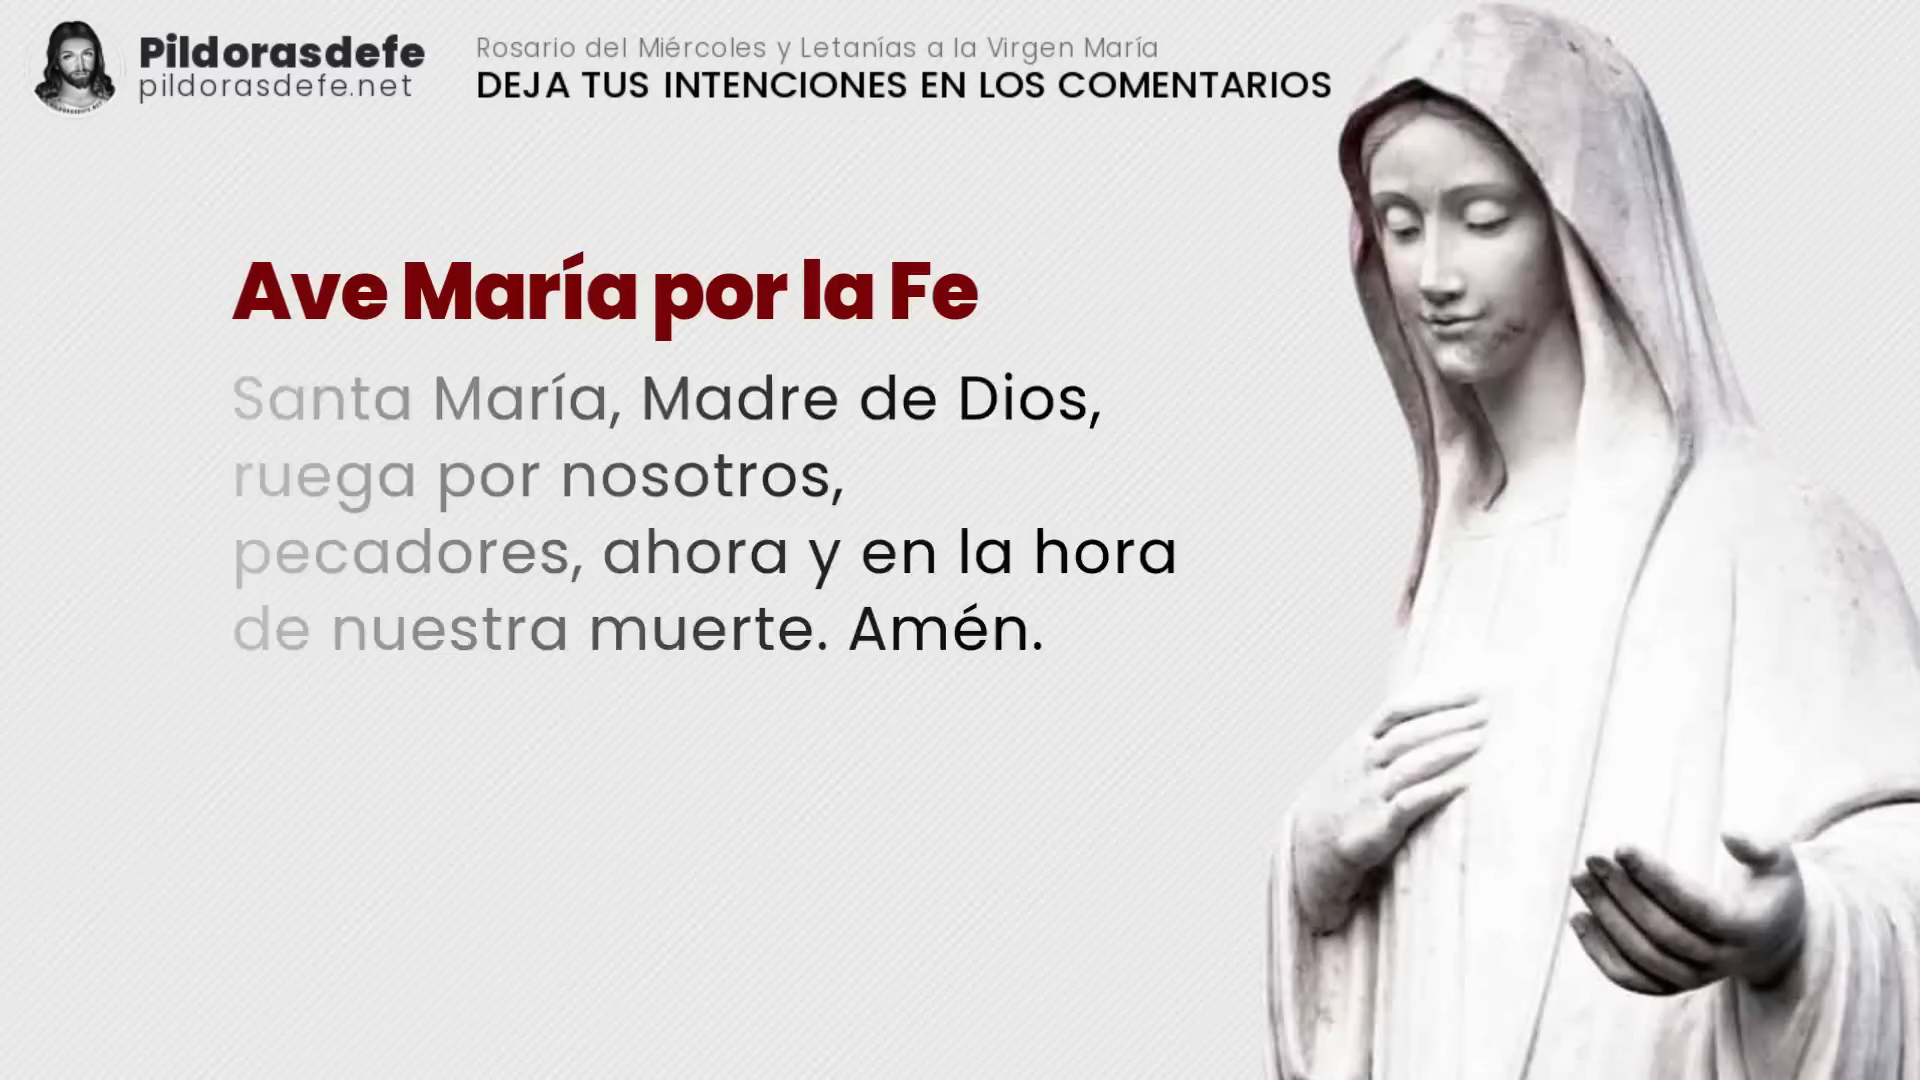 Pildorasdefe
pildorasdefe.net
Rosario del Miércoles y Letanías a la Virgen María
DEJA TUS INTENCIONES EN LOS COMENTARIOS
Ave María por la Fe
Santa María, Madre de Dios,
ruega por nosotros,
pecadores, ahora y en la hora
de nuestra muerte. Amén.